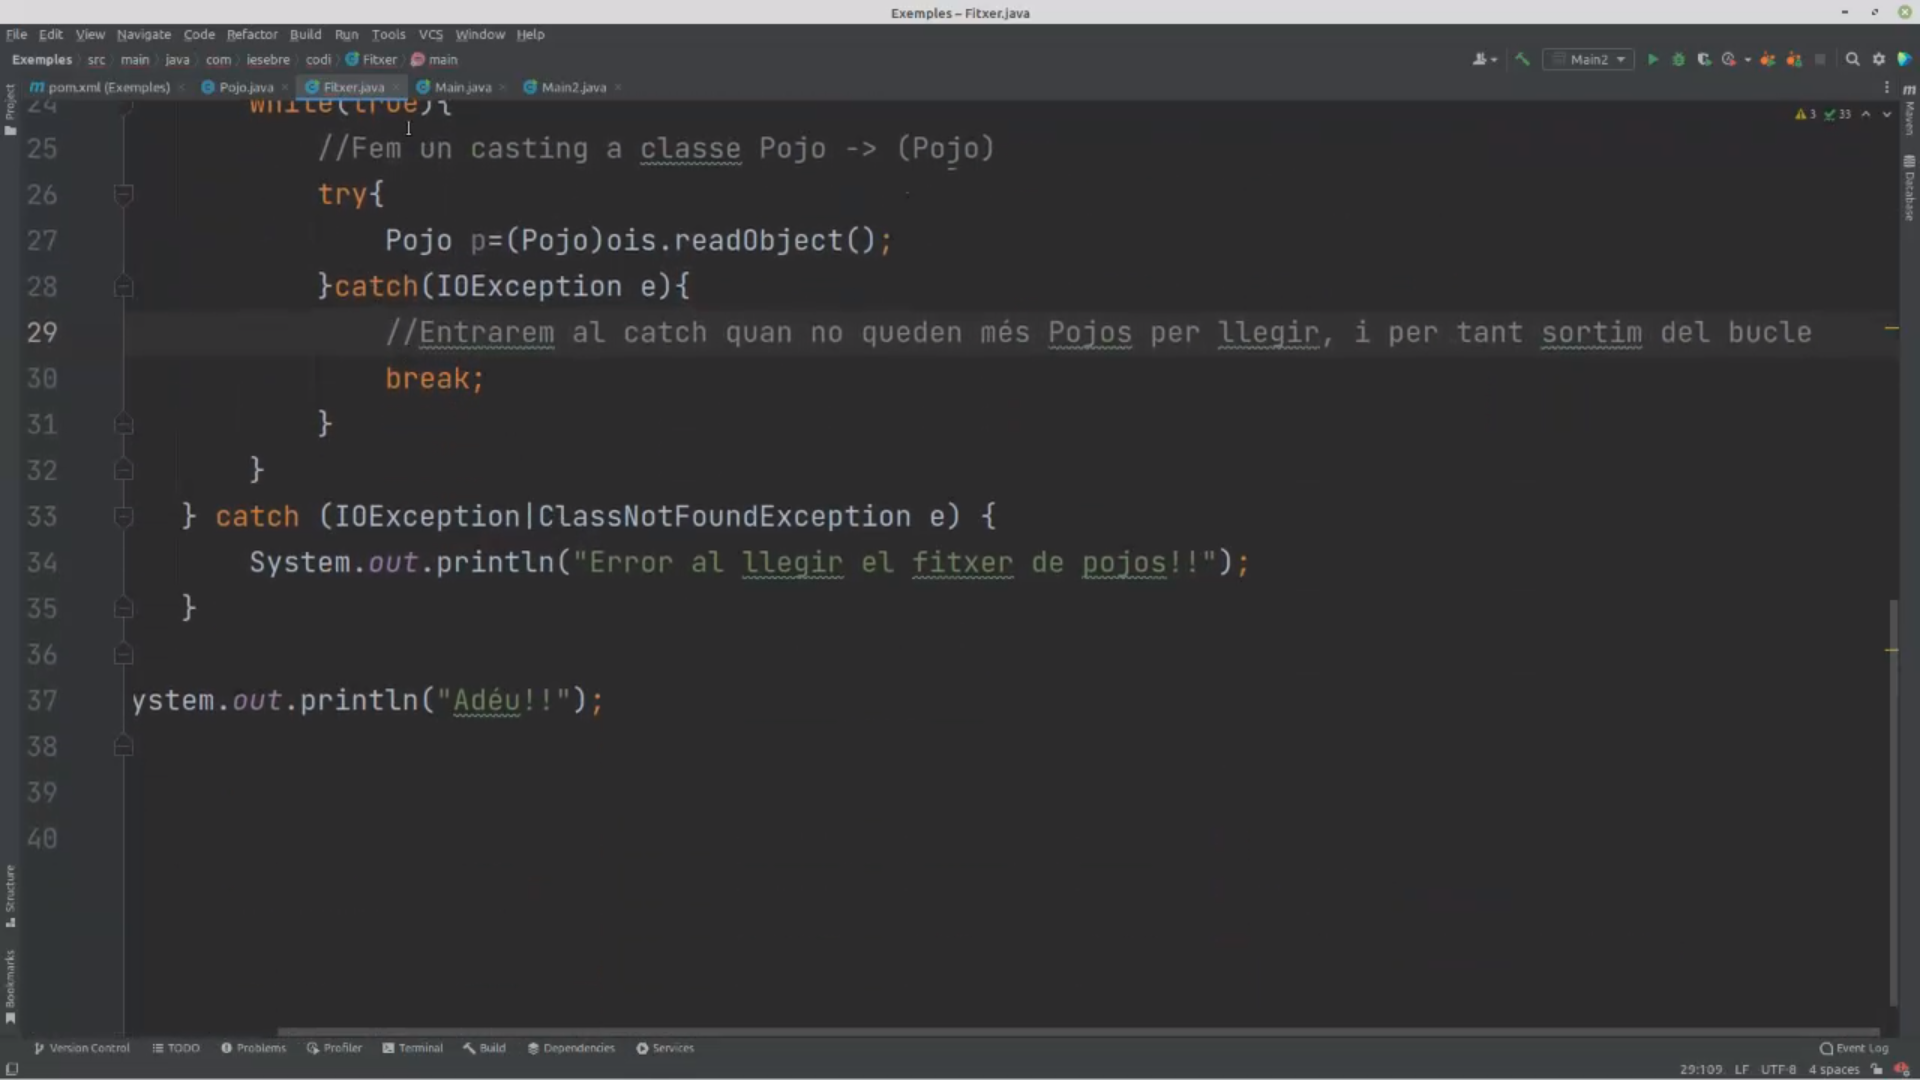 Exemples – Fitxer.java
File Edit View Navigate Code Refactor Build Run Tools VCS Window Help
Exemples src main java com iesebre codi Fitxer main
Main2
pom.xml (Exemples) Pojo.java Fitxer.java Main.java Main2.java
Project
Maven
Database
3 33
24 while(true){
25 //Fem un casting a classe Pojo -> (Pojo)
26 try{
27 Pojo p=(Pojo)ois.readObject();
28 }catch(IOException e){
29 //Entrarem al catch quan no queden més Pojos per llegir, i per tant sortim del bucle
30 break;
31 }
32 }
33 } catch (IOException|ClassNotFoundException e) {
34 System.out.println("Error al llegir el fitxer de pojos!!");
35 }
36
37 ystem.out.println("Adéu!!");
38
39
40
Structure
Bookmarks
Version Control TODO Problems Profiler Terminal Build Dependencies Services Event Log
29:109 LF UTF-8 4 spaces